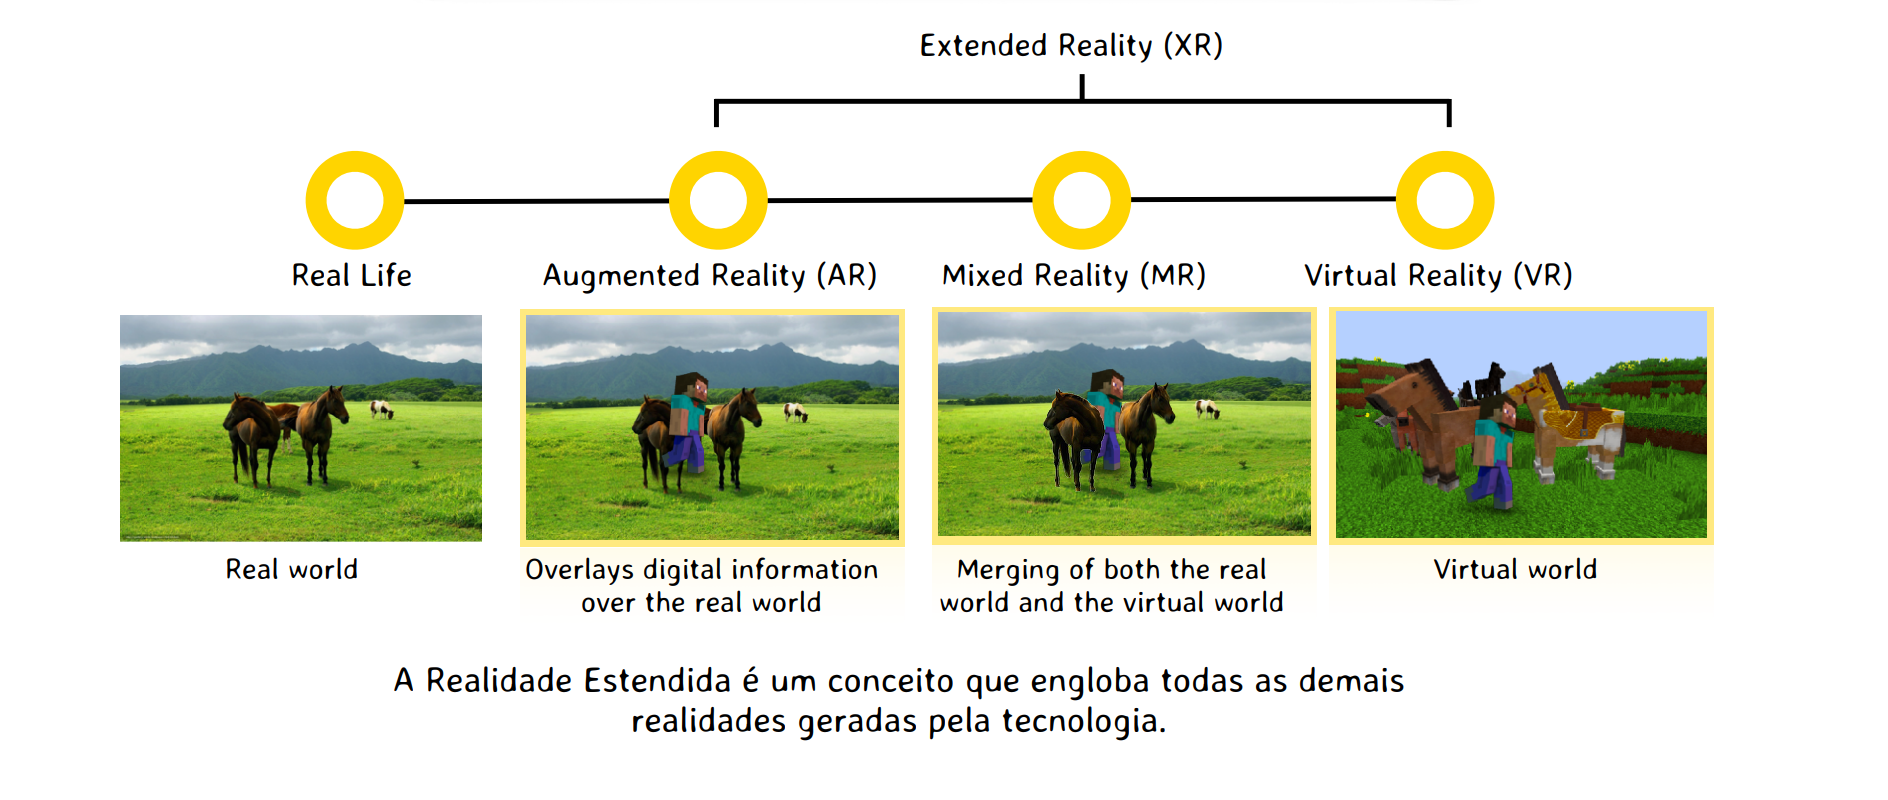 Extended Reality (XR)
Real Life
Augmented Reality (AR)
Mixed Reality (MR)
Virtual Reality (VR)
Real world
Overlays digital information
over the real world
Merging of both the real
world and the virtual world
Virtual world
A Realidade Estendida é um conceito que engloba todas as demais
realidades geradas pela tecnologia.